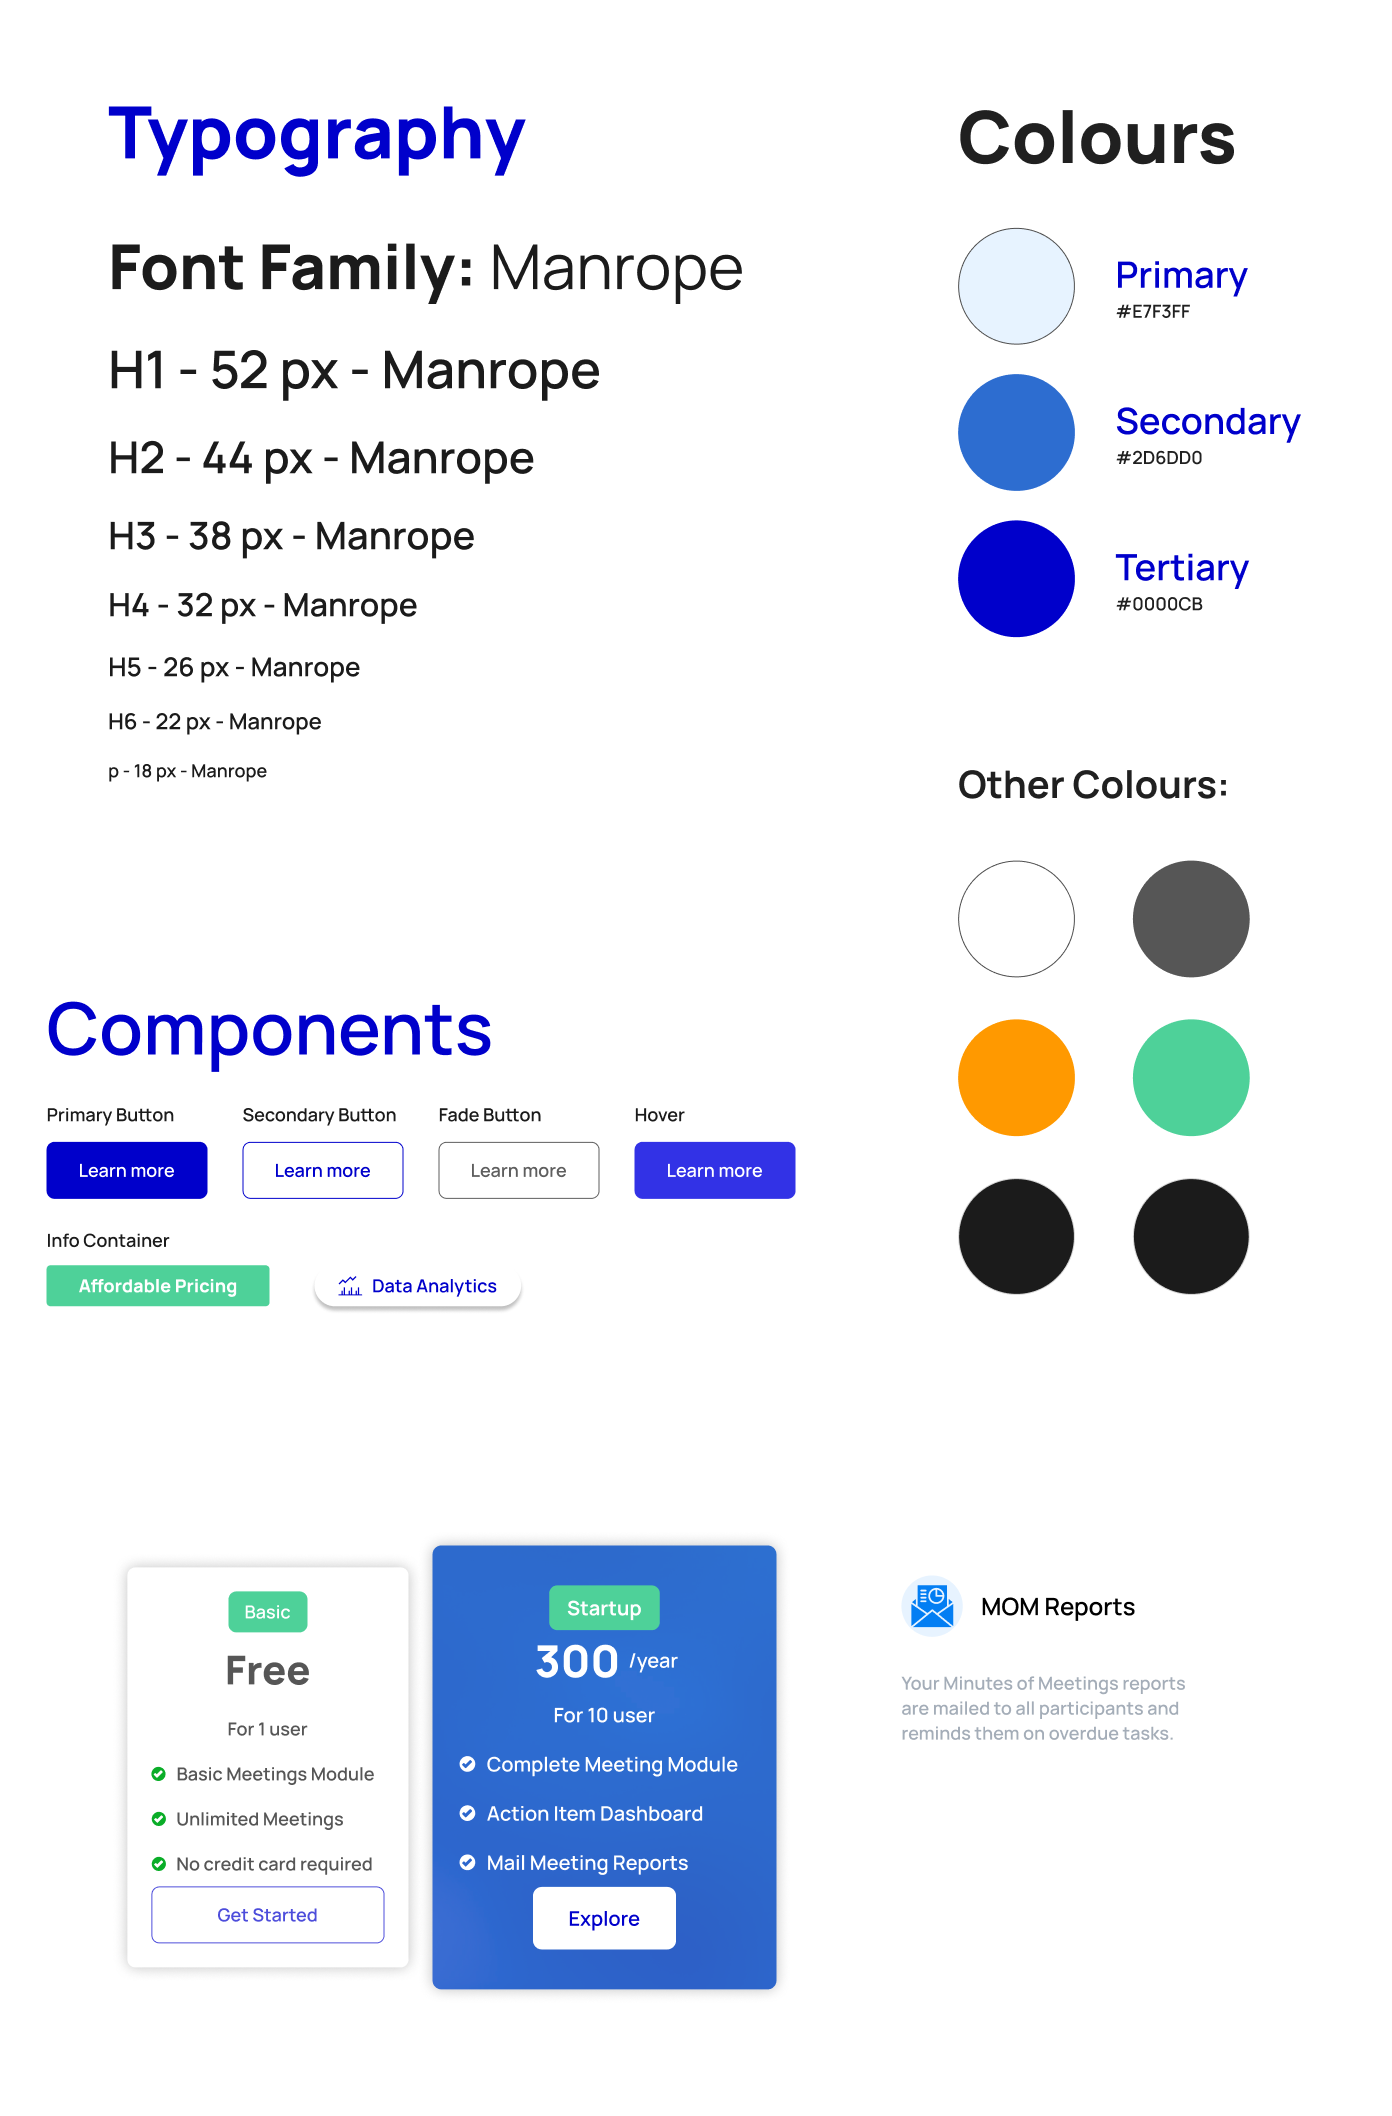 Typography
Font Family: Manrope
H1 - 52 px - Manrope
H2 - 44 px - Manrope
H3 - 38 px - Manrope
H4 - 32 px - Manrope
H5 - 26 px - Manrope
H6 - 22 px - Manrope
p - 18 px - Manrope
Colours
Primary
#E7F3FF
Secondary
#2D6DD0
Tertiary
#0000CB
Other Colours:
Components
Primary Button
Secondary Button
Fade Button
Hover
Learn more
Learn more
Learn more
Learn more
Info Container
Affordable Pricing
Data Analytics
Basic
Free
For 1 user
Basic Meetings Module
Unlimited Meetings
No credit card required
Get Started
Startup
300 /year
For 10 user
Complete Meeting Module
Action Item Dashboard
Mail Meeting Reports
Explore
MOM Reports
Your Minutes of Meetings reports
are mailed to all participants and
reminds them on overdue tasks.